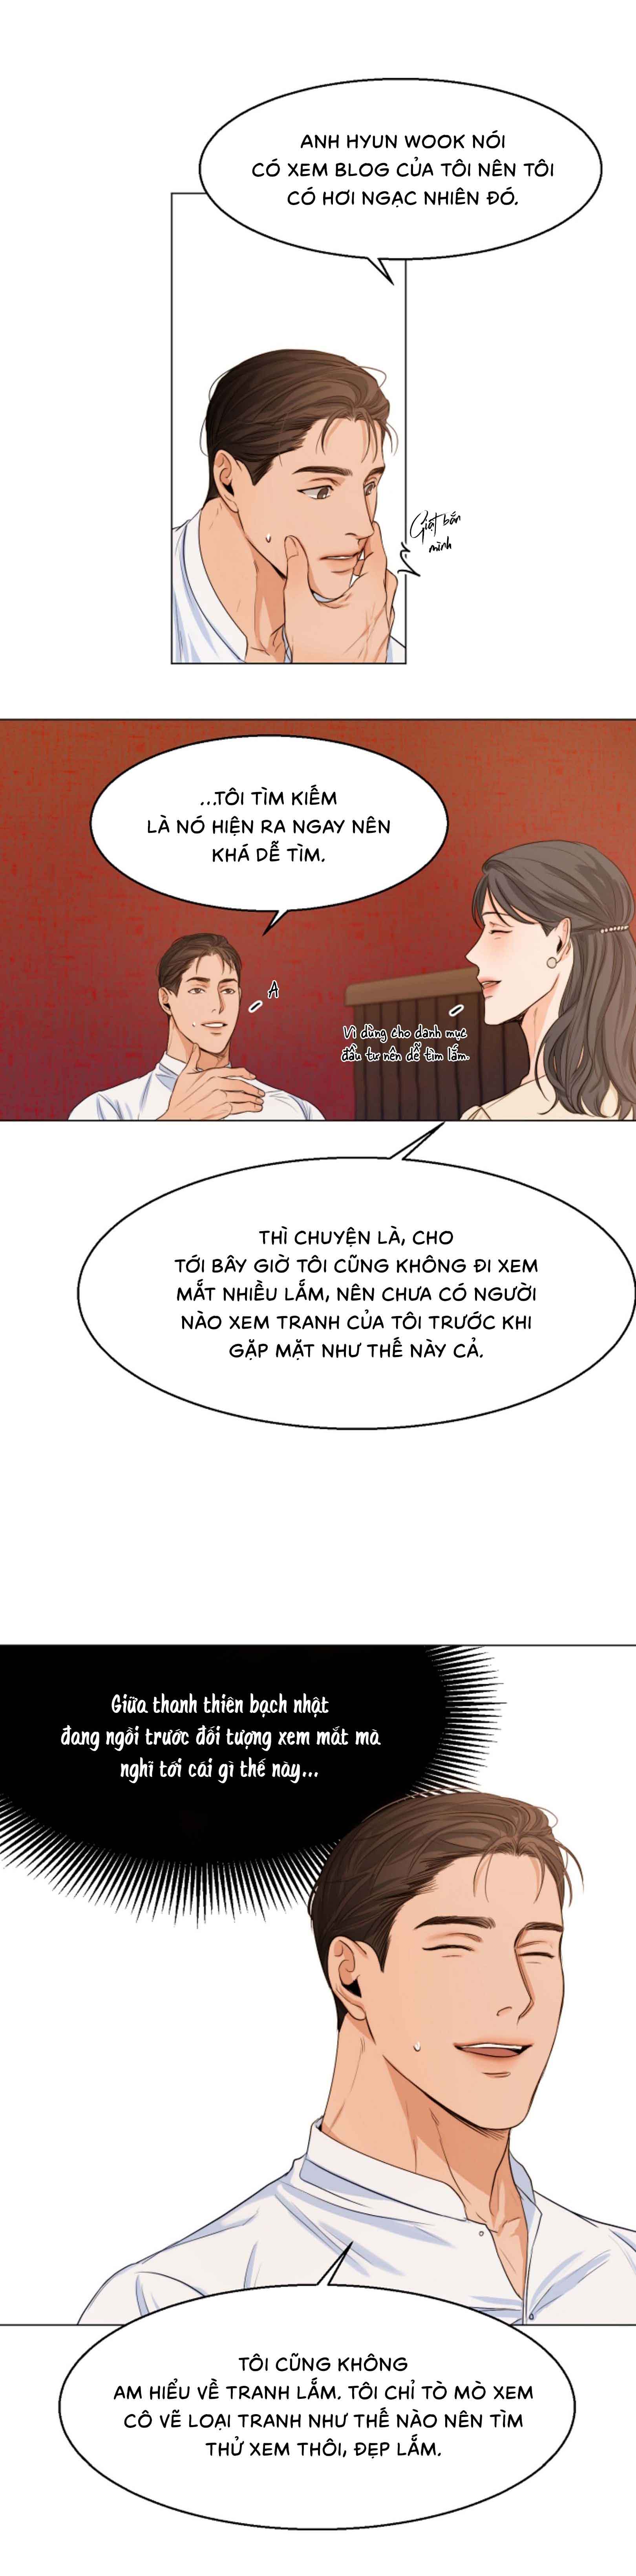 ANH HYUN WOOK NÓI
CÓ XEM BLOG CỦA TÔI NÊN TÔI
CÓ HƠI NGẠC NHIÊN ĐÓ.
Giật bắn
mình
...TÔI TÌM KIẾM
LÀ NÓ HIỆN RA NGAY NÊN
KHÁ DỄ TÌM.
A
Vì dùng cho danh mục
đầu tư nên dễ tìm lắm.
THÌ CHUYỆN LÀ, CHO
TỚI BÂY GIỜ TÔI CŨNG KHÔNG ĐI XEM
MẮT NHIỀU LẮM, NÊN CHƯA CÓ NGƯỜI
NÀO XEM TRANH CỦA TÔI TRƯỚC KHI
GẶP MẶT NHƯ THẾ NÀY CẢ.
Giữa thanh thiên bạch nhật
đang ngồi trước đối tượng xem mắt mà
nghĩ tới cái gì thế này...
TÔI CŨNG KHÔNG
AM HIỂU VỀ TRANH LẮM. TÔI CHỈ TÒ MÒ XEM
CÔ VẼ LOẠI TRANH NHƯ THẾ NÀO NÊN TÌM
THỬ XEM THÔI, ĐẸP LẮM.